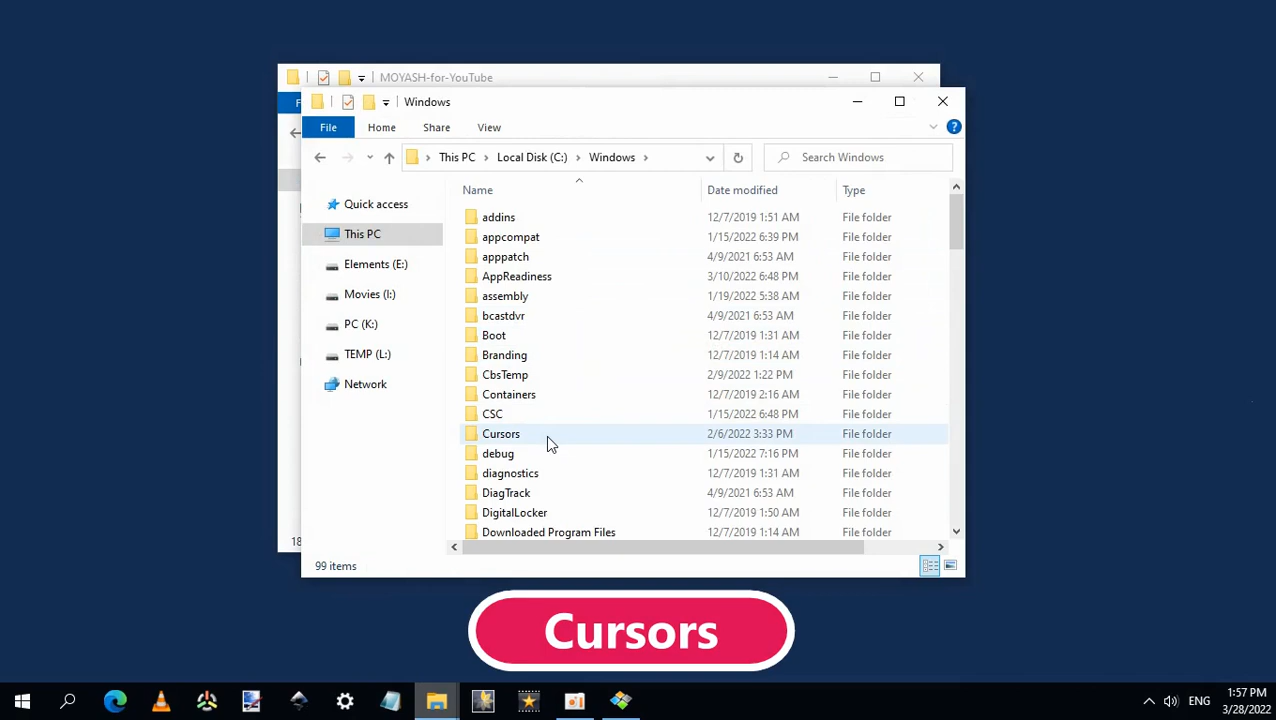 MOYASH-for-YouTube
Windows
File Home Share View
This PC Local Disk (C:) Windows Search Windows
Name Date modified Type
Quick access
This PC
Elements (E:)
Movies (I:)
PC (K:)
TEMP (L:)
Network
addins 12/7/2019 1:51 AM File folder
appcompat 1/15/2022 6:39 PM File folder
apppatch 4/9/2021 6:53 AM File folder
AppReadiness 3/10/2022 6:48 PM File folder
assembly 1/19/2022 5:38 AM File folder
bcastdvr 4/9/2021 6:53 AM File folder
Boot 12/7/2019 1:31 AM File folder
Branding 12/7/2019 1:14 AM File folder
CbsTemp 2/9/2022 1:22 PM File folder
Containers 12/7/2019 2:16 AM File folder
CSC 1/15/2022 6:48 PM File folder
Cursors 2/6/2022 3:33 PM File folder
debug 1/15/2022 7:16 PM File folder
diagnostics 12/7/2019 1:31 AM File folder
DiagTrack 4/9/2021 6:53 AM File folder
DigitalLocker 12/7/2019 1:50 AM File folder
Downloaded Program Files 12/7/2019 1:14 AM File folder
18
99 items
Cursors
ENG
1:57 PM
3/28/2022